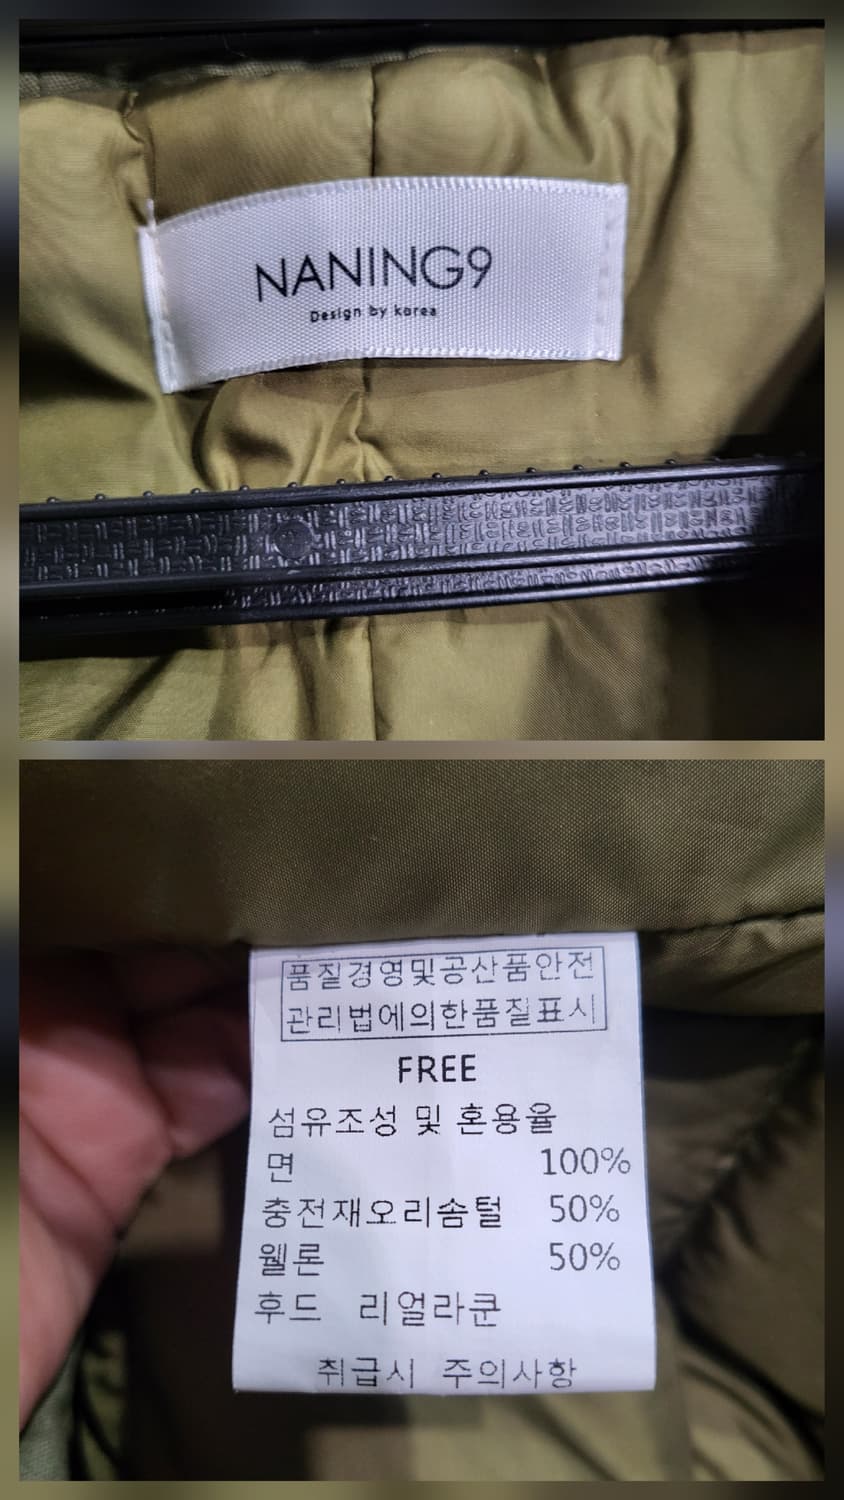 NANING9
Design by korea
품질경영및공산품안전
관리법에의한품질표시
FREE
섬유조성 및 혼용율
면 100%
충전재오리솜털 50%
웰론 50%
후드 리얼라쿤
취급시 주의사항